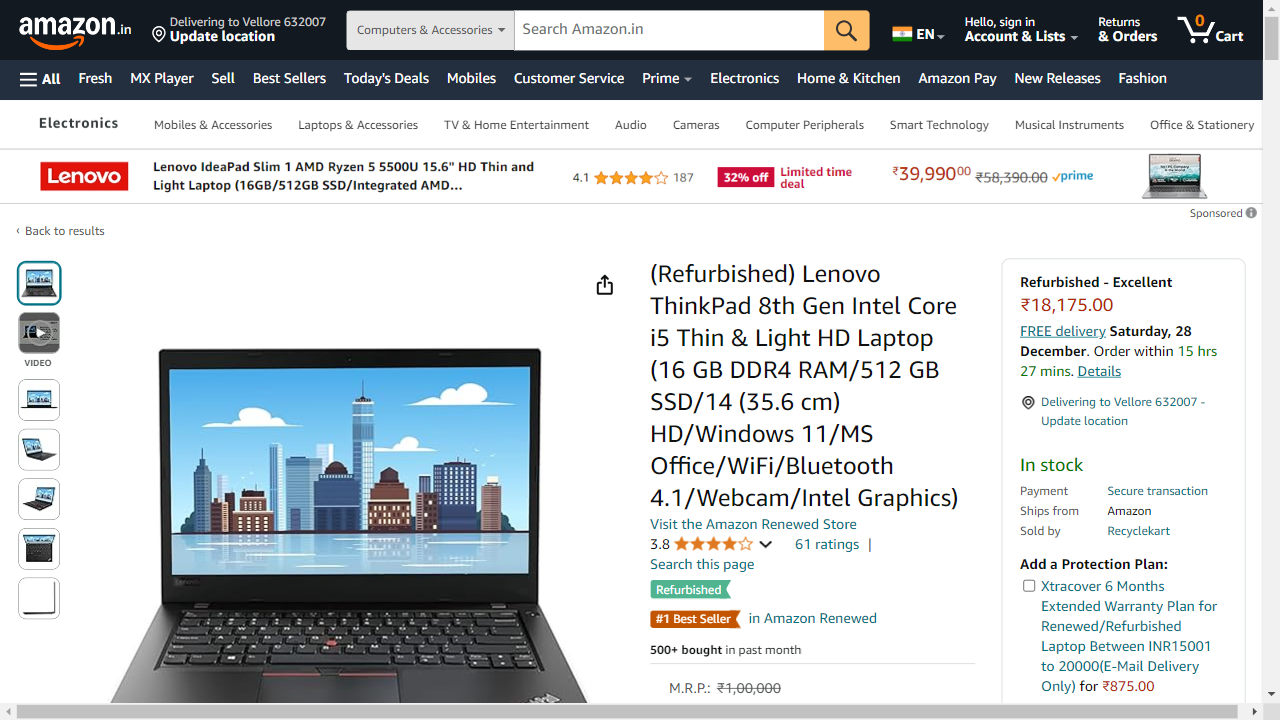 amazon.in
Delivering to Vellore 632007
Update location
Computers & Accessories
Search Amazon.in
EN
Hello, sign in
Account & Lists
Returns
& Orders
0
Cart
All
Fresh
MX Player
Sell
Best Sellers
Today's Deals
Mobiles
Customer Service
Prime
Electronics
Home & Kitchen
Amazon Pay
New Releases
Fashion
Electronics
Mobiles & Accessories
Laptops & Accessories
TV & Home Entertainment
Audio
Cameras
Computer Peripherals
Smart Technology
Musical Instruments
Office & Stationery
Lenovo
Lenovo IdeaPad Slim 1 AMD Ryzen 5 5500U 15.6" HD Thin and
Light Laptop (16GB/512GB SSD/Integrated AMD...
4.1
187
32% off
Limited time
deal
₹39,99000
₹58,390.00
prime
Sponsored
‹ Back to results
VIDEO
(Refurbished) Lenovo
ThinkPad 8th Gen Intel Core
i5 Thin & Light HD Laptop
(16 GB DDR4 RAM/512 GB
SSD/14 (35.6 cm)
HD/Windows 11/MS
Office/WiFi/Bluetooth
4.1/Webcam/Intel Graphics)
Visit the Amazon Renewed Store
3.8
61 ratings |
Search this page
Refurbished
#1 Best Seller in Amazon Renewed
500+ bought in past month
M.R.P.: ₹1,00,000
Refurbished - Excellent
₹18,175.00
FREE delivery Saturday, 28
December. Order within 15 hrs
27 mins. Details
Delivering to Vellore 632007 -
Update location
In stock
Payment Secure transaction
Ships from Amazon
Sold by Recyclekart
Add a Protection Plan:
Xtracover 6 Months
Extended Warranty Plan for
Renewed/Refurbished
Laptop Between INR15001
to 20000(E-Mail Delivery
Only) for ₹875.00